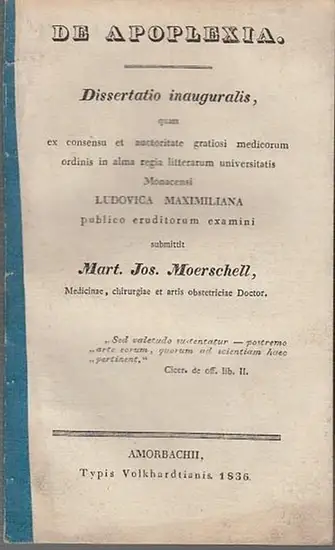 DE APOPLEXIA.
Dissertatio inauguralis,
quam
ex consensu et auctoritate gratiosi medicorum
ordinis in alma regia litterarum universitatis
Monacensi
LUDOVICA MAXIMILIANA
publico eruditorum examini
submittit
Mart. Jos. Moerschell,
Medicinae, chirurgiae et artis obstetriciae Doctor.
„Sed valetudo sustentatur — postremo
„arte eorum, quorum ad scientiam haec
„pertinent.“
Cicer. de off. lib. II.
AMORBACHII,
Typis Volkhardtianis. 1836.